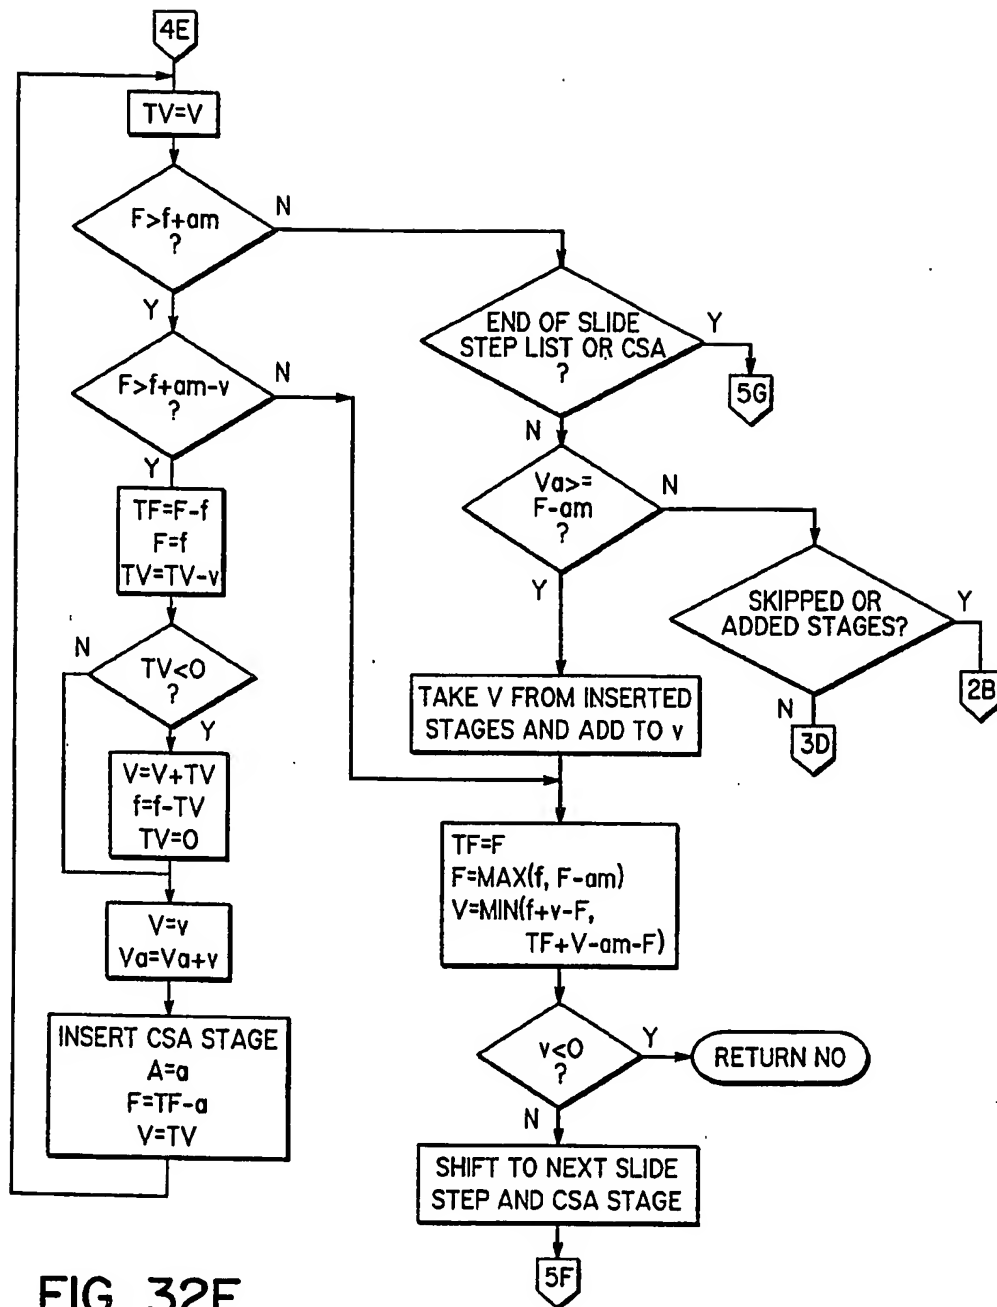 4E
TV=V
F>f+am
?
N
Y
F>f+am-v
?
N
Y
TF=F-f
F=f
TV=TV-v
N
TV<0
?
Y
V=V+TV
f=f-TV
TV=0
V=v
Va=Va+v
INSERT CSA STAGE
A=a
F=TF-a
V=TV
END OF SLIDE
STEP LIST OR CSA
?
Y
5G
N
Va>=
F-am
?
N
Y
SKIPPED OR
ADDED STAGES?
Y
2B
N
3D
TAKE V FROM INSERTED
STAGES AND ADD TO v
TF=F
F=MAX(f, F-am)
V=MIN(f+v-F,
TF+V-am-F)
v<0
?
Y
RETURN NO
N
SHIFT TO NEXT SLIDE
STEP AND CSA STAGE
5F